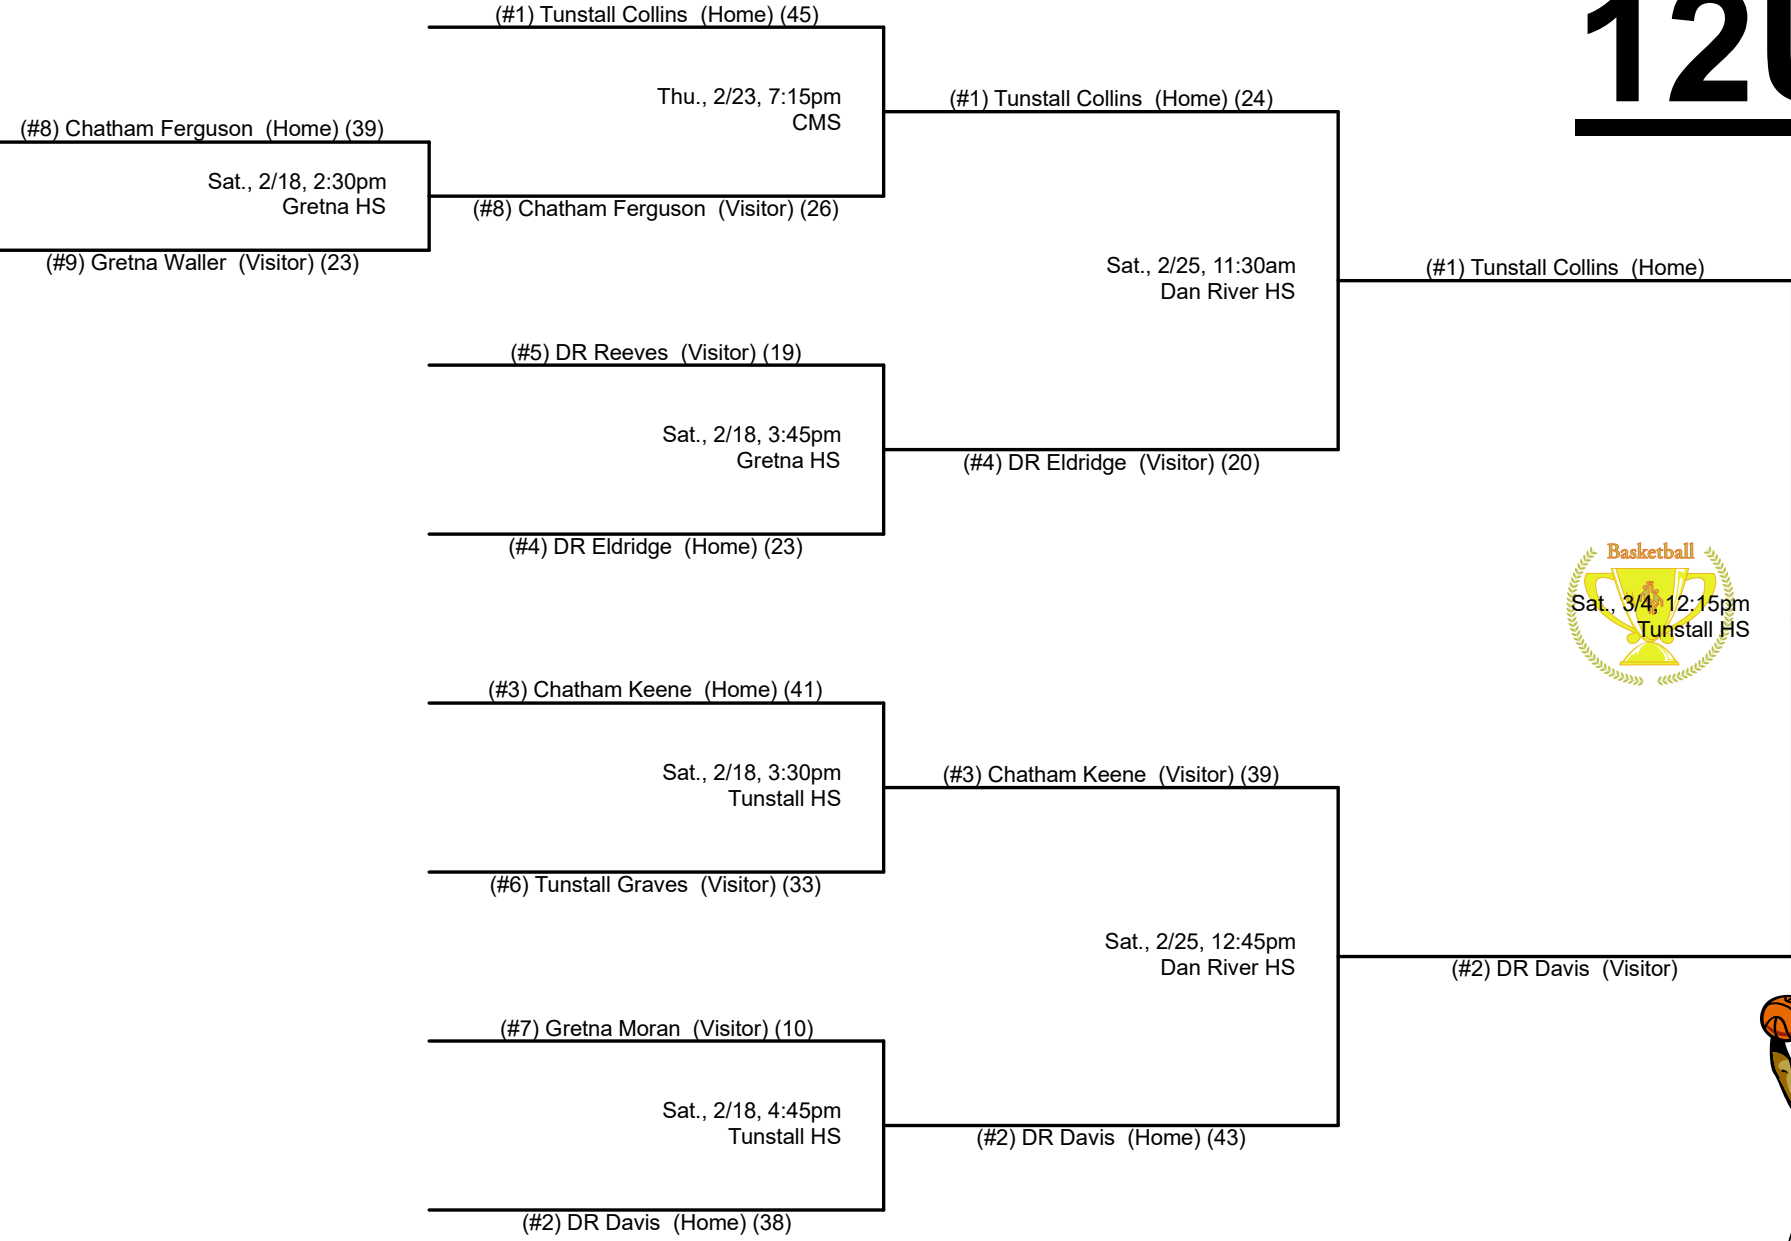 (#1) Tunstall Collins (Home) (45)
Thu., 2/23, 7:15pm
CMS
(#8) Chatham Ferguson (Home) (39)
Sat., 2/18, 2:30pm
Gretna HS
(#9) Gretna Waller (Visitor) (23)
(#8) Chatham Ferguson (Visitor) (26)
(#1) Tunstall Collins (Home) (24)
Sat., 2/25, 11:30am
Dan River HS
(#5) DR Reeves (Visitor) (19)
Sat., 2/18, 3:45pm
Gretna HS
(#4) DR Eldridge (Home) (23)
(#4) DR Eldridge (Visitor) (20)
12U
(#1) Tunstall Collins (Home)
Basketball
Sat., 3/4, 12:15pm
Tunstall HS
(#3) Chatham Keene (Home) (41)
Sat., 2/18, 3:30pm
Tunstall HS
(#6) Tunstall Graves (Visitor) (33)
(#3) Chatham Keene (Visitor) (39)
Sat., 2/25, 12:45pm
Dan River HS
(#7) Gretna Moran (Visitor) (10)
Sat., 2/18, 4:45pm
Tunstall HS
(#2) DR Davis (Home) (38)
(#2) DR Davis (Home) (43)
(#2) DR Davis (Visitor)